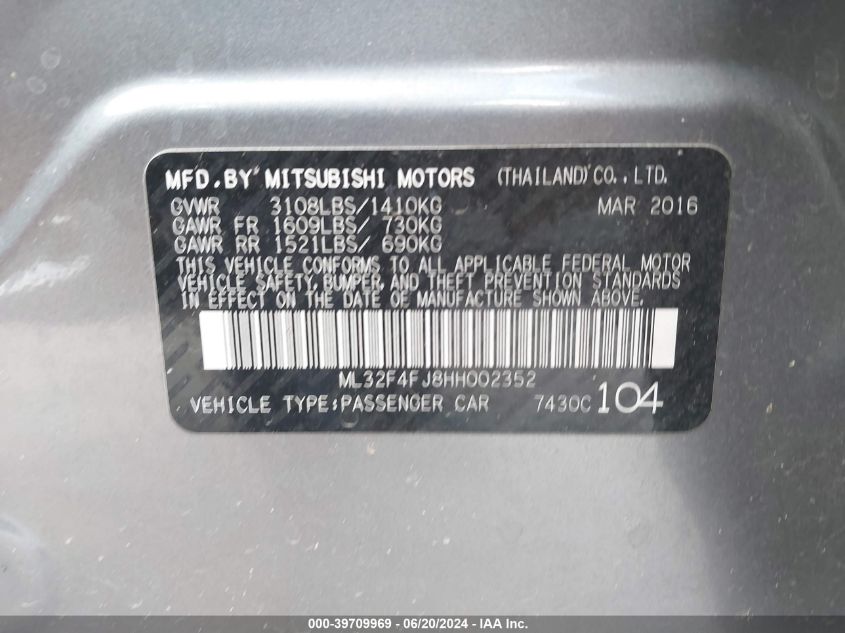 MFD. BY MITSUBISHI MOTORS (THAILAND) CO., LTD.
GVWR 3108LBS/1410KG MAR 2016
GAWR FR 1609LBS/ 730KG
GAWR RR 1521LBS/ 690KG
THIS VEHICLE CONFORMS TO ALL APPLICABLE FEDERAL MOTOR
VEHICLE SAFETY, BUMPER, AND THEFT PREVENTION STANDARDS
IN EFFECT ON THE DATE OF MANUFACTURE SHOWN ABOVE.
ML32F4FJ8HH002352
VEHICLE TYPE:PASSENGER CAR 7430C 104
000-39709969 - 06/20/2024 - IAA Inc.